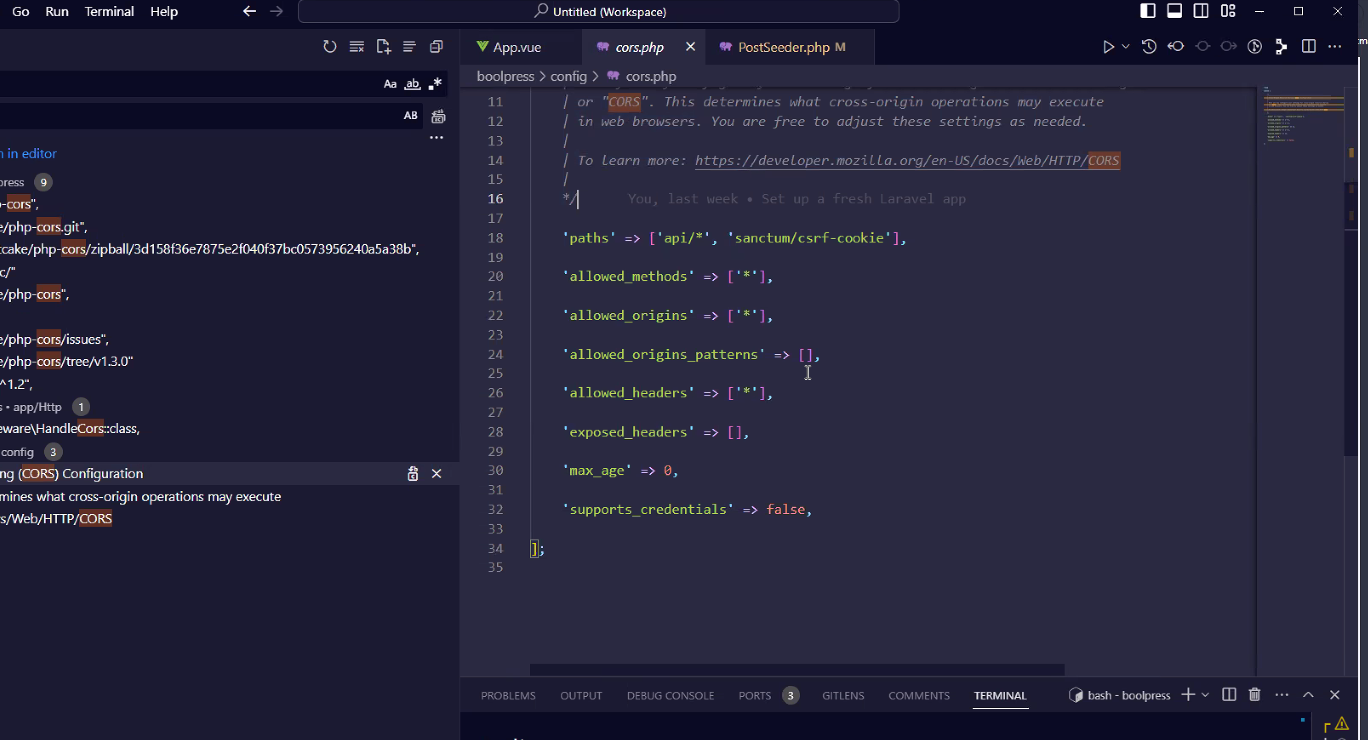 Go Run Terminal Help
Untitled (Workspace)
App.vue
cors.php
PostSeeder.php M
boolpress > config > cors.php
Aa ab
AB
n in editor
ress 9
-cors",
e/php-cors.git",
tcake/php-cors/zipball/3d158f36e7875e2f040f37bc0573956240a5a38b",
c/"
e/php-cors",
e/php-cors/issues",
e/php-cors/tree/v1.3.0"
^1.2",
s • app/Http 1
eware\HandleCors::class,
config 3
ng (CORS) Configuration
mines what cross-origin operations may execute
s/Web/HTTP/CORS
11 | or "CORS". This determines what cross-origin operations may execute
12 | in web browsers. You are free to adjust these settings as needed.
13 |
14 | To learn more: https://developer.mozilla.org/en-US/docs/Web/HTTP/CORS
15 |
16 */ You, last week • Set up a fresh Laravel app
17
18 'paths' => ['api/*', 'sanctum/csrf-cookie'],
19
20 'allowed_methods' => ['*'],
21
22 'allowed_origins' => ['*'],
23
24 'allowed_origins_patterns' => [],
25
26 'allowed_headers' => ['*'],
27
28 'exposed_headers' => [],
29
30 'max_age' => 0,
31
32 'supports_credentials' => false,
33
34 ];
35
PROBLEMS OUTPUT DEBUG CONSOLE PORTS 3 GITLENS COMMENTS TERMINAL
bash - boolpress